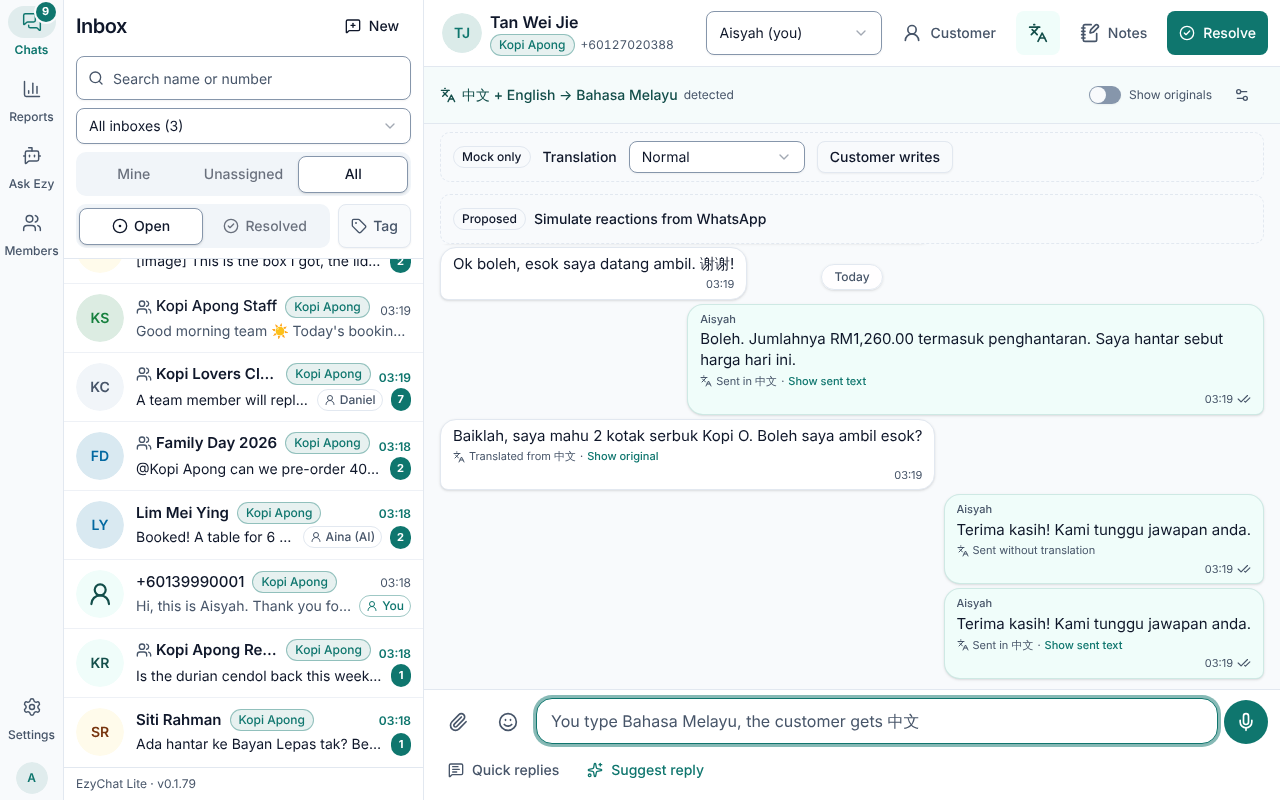 9
Chats
Reports
Ask Ezy
Members
Settings
A
Inbox
New
Search name or number
All inboxes (3)
Mine
Unassigned
All
Open
Resolved
Tag
[Image] This is the box I got, the lid...
2
KS
Kopi Apong Staff
Kopi Apong
03:19
Good morning team ☀️ Today's bookin...
KC
Kopi Lovers Cl...
Kopi Apong
03:19
A team member will repl...
Daniel
7
FD
Family Day 2026
Kopi Apong
03:18
@Kopi Apong can we pre-order 40...
2
LY
Lim Mei Ying
Kopi Apong
03:18
Booked! A table for 6 ...
Aina (AI)
2
+60139990001
Kopi Apong
03:18
Hi, this is Aisyah. Thank you fo...
You
KR
Kopi Apong Re...
Kopi Apong
03:18
Is the durian cendol back this week...
1
SR
Siti Rahman
Kopi Apong
03:18
Ada hantar ke Bayan Lepas tak? Be...
1
EzyChat Lite · v0.1.79
TJ
Tan Wei Jie
Kopi Apong
+60127020388
Aisyah (you)
Customer
Notes
Resolve
中文 + English → Bahasa Melayu detected
Show originals
Mock only
Translation
Normal
Customer writes
Proposed
Simulate reactions from WhatsApp
Ok boleh, esok saya datang ambil. 谢谢!
03:19
Today
Aisyah
Boleh. Jumlahnya RM1,260.00 termasuk penghantaran. Saya hantar sebut
harga hari ini.
Sent in 中文 · Show sent text
03:19
Baiklah, saya mahu 2 kotak serbuk Kopi O. Boleh saya ambil esok?
Translated from 中文 · Show original
03:19
Aisyah
Terima kasih! Kami tunggu jawapan anda.
Sent without translation
03:19
Aisyah
Terima kasih! Kami tunggu jawapan anda.
Sent in 中文 · Show sent text
03:19
You type Bahasa Melayu, the customer gets 中文
Quick replies
Suggest reply